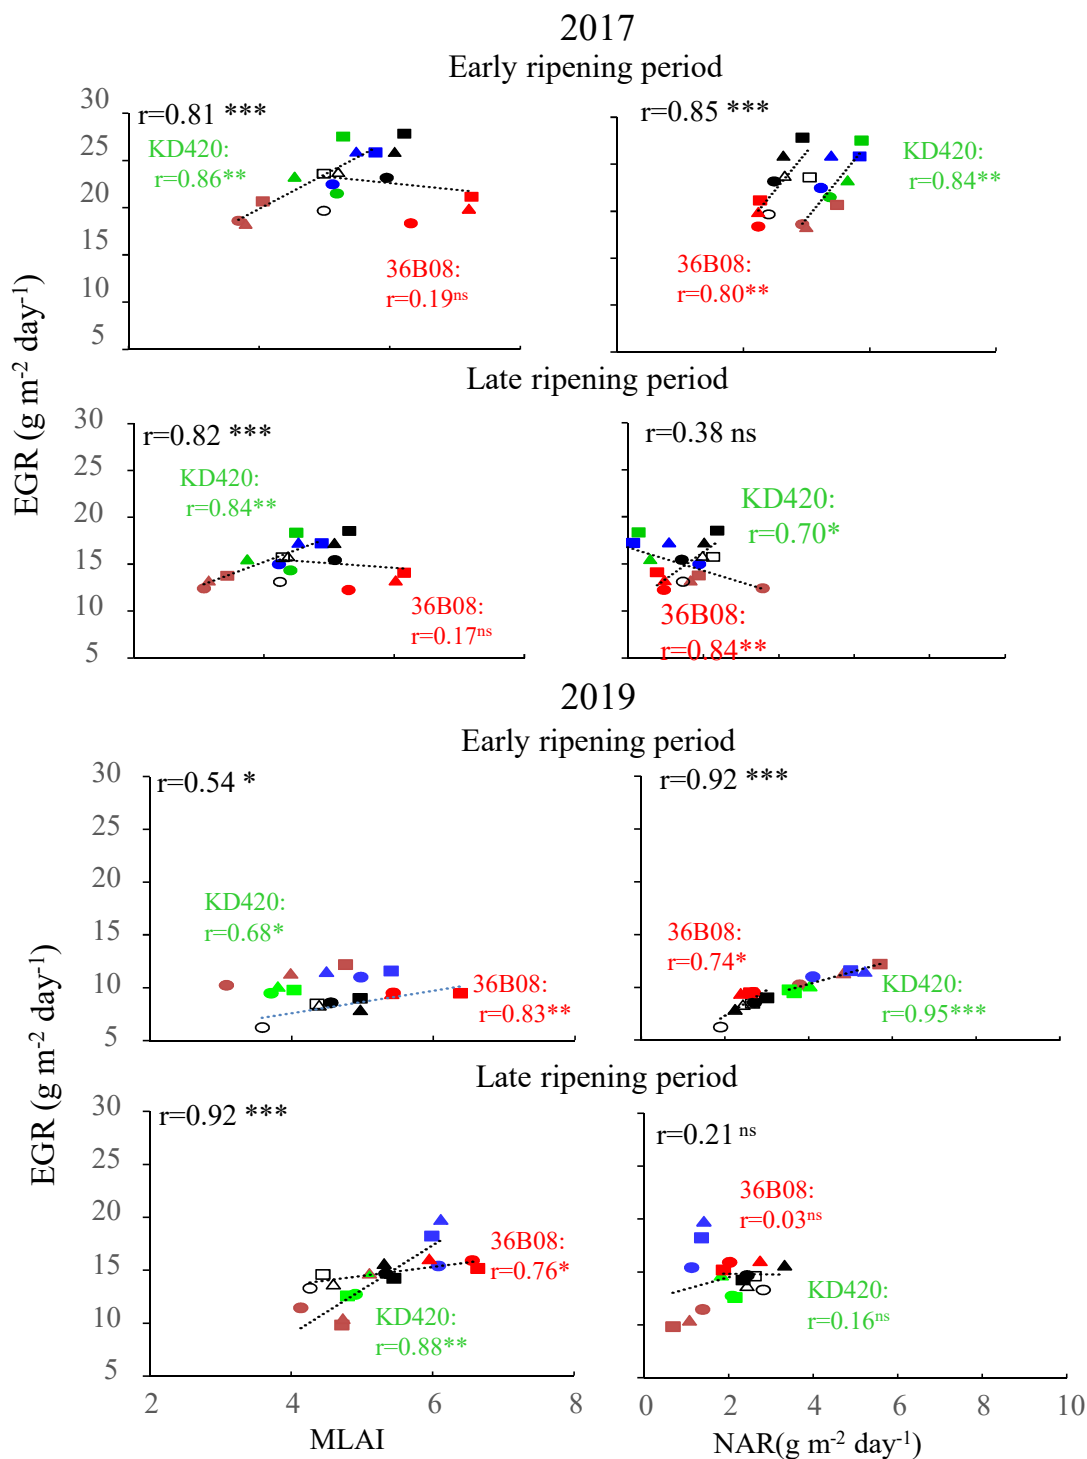 2017
Early ripening period
30
25
20
15
10
5
r=0.81 ***
KD420:
r=0.86**
36B08:
r=0.19ns
r=0.85 ***
KD420:
r=0.84**
36B08:
r=0.80**
EGR (g m-2 day-1)
Late ripening period
30
25
20
15
10
5
r=0.82 ***
KD420:
r=0.84**
36B08:
r=0.17ns
r=0.38 ns
KD420:
r=0.70*
36B08:
r=0.84**
2019
Early ripening period
30
25
20
15
10
5
r=0.54 *
KD420:
r=0.68*
36B08:
r=0.83**
r=0.92 ***
36B08:
r=0.74*
KD420:
r=0.95***
EGR (g m-2 day-1)
Late ripening period
30
25
20
15
10
5
r=0.92 ***
36B08:
r=0.76*
KD420:
r=0.88**
r=0.21 ns
36B08:
r=0.03ns
KD420:
r=0.16ns
2 4 6 8
0 2 4 6 8 10
MLAI
NAR(g m-2 day-1)